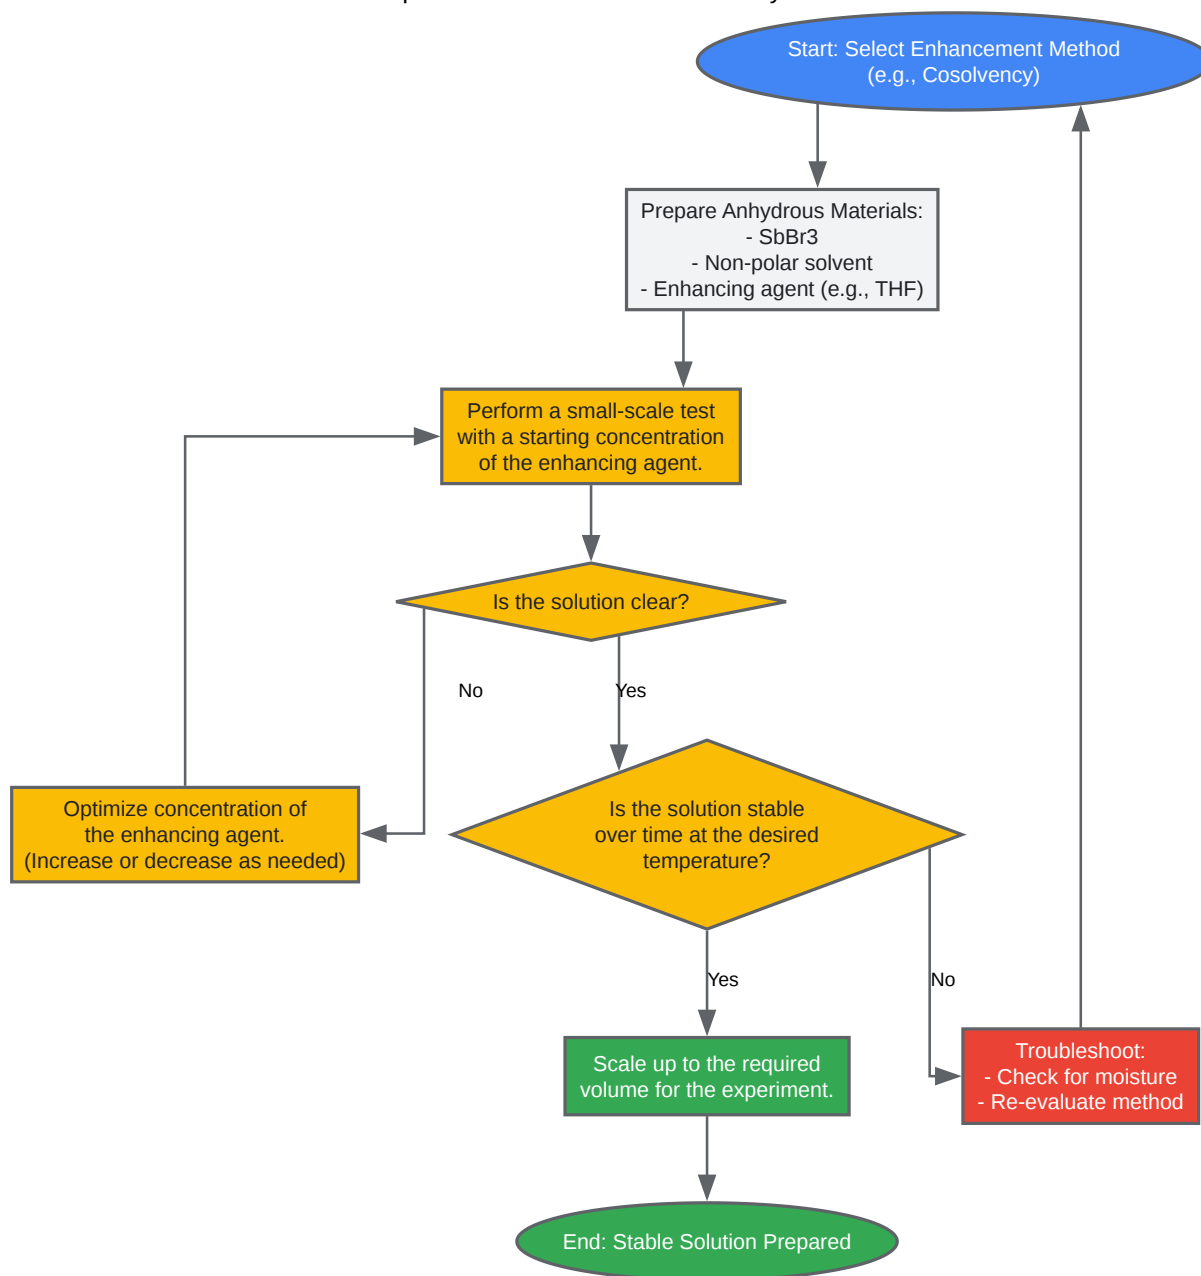 Start: Select Enhancement Method
(e.g., Cosolvency)
Prepare Anhydrous Materials:
- SbBr3
- Non-polar solvent
- Enhancing agent (e.g., THF)
Perform a small-scale test
with a starting concentration
of the enhancing agent.
Is the solution clear?
No
Yes
Optimize concentration of
the enhancing agent.
(Increase or decrease as needed)
Is the solution stable
over time at the desired
temperature?
Yes
No
Scale up to the required
volume for the experiment.
Troubleshoot:
- Check for moisture
- Re-evaluate method
End: Stable Solution Prepared